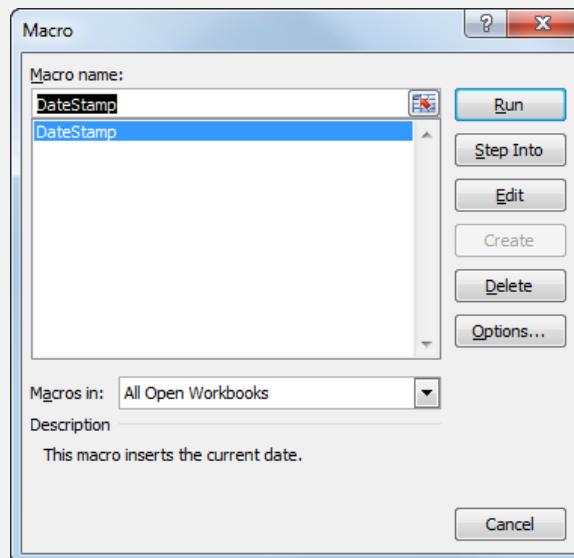 Macro
Macro name:
DateStamp
DateStamp
Run
Step Into
Edit
Create
Delete
Options...
Macros in: All Open Workbooks
Description
This macro inserts the current date.
Cancel